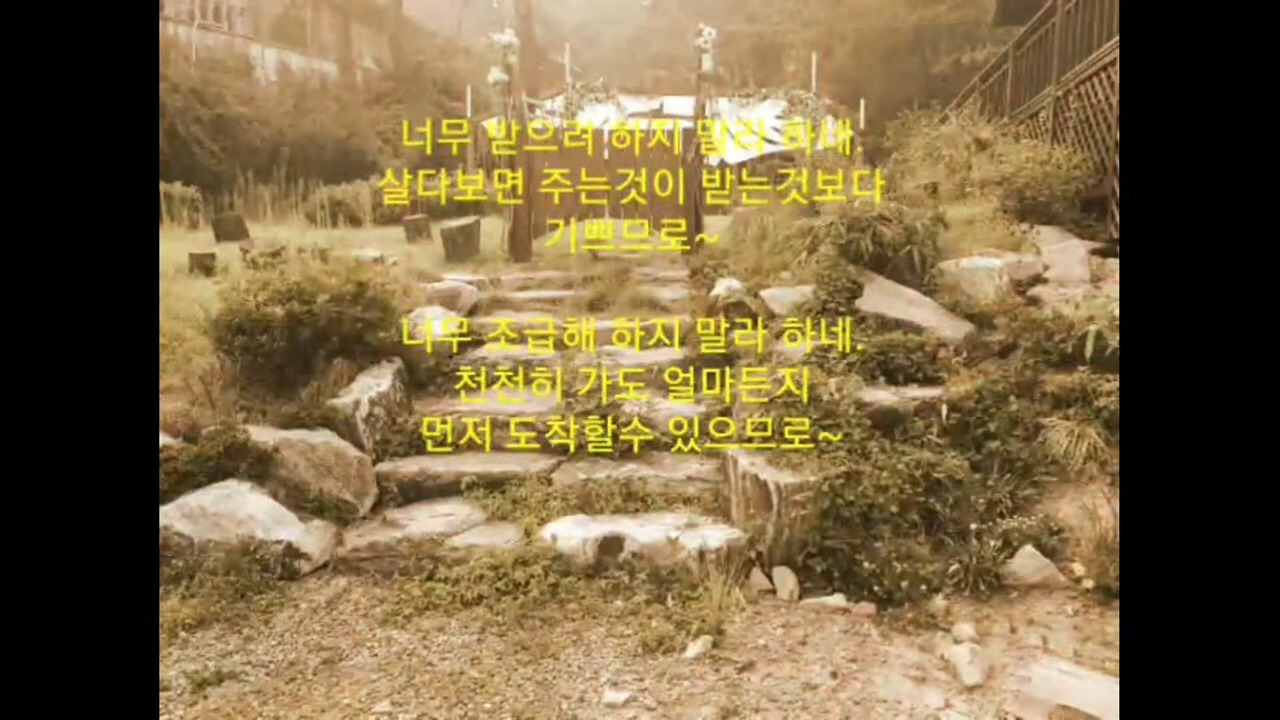 너무 받으려 하지 말라 하네.
살다보면 주는것이 받는것보다
기쁘므로~
너무 조급해 하지 말라 하네.
천천히 가도 얼마든지
먼저 도착할수 있으므로~